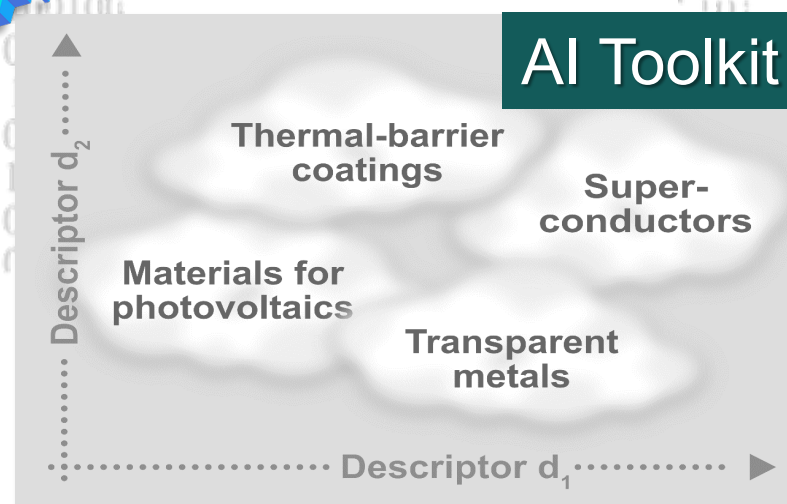 AI Toolkit
Thermal-barrier
coatings
Super-
conductors
Materials for
photovoltaics
Transparent
metals
Descriptor d₂
Descriptor d₁